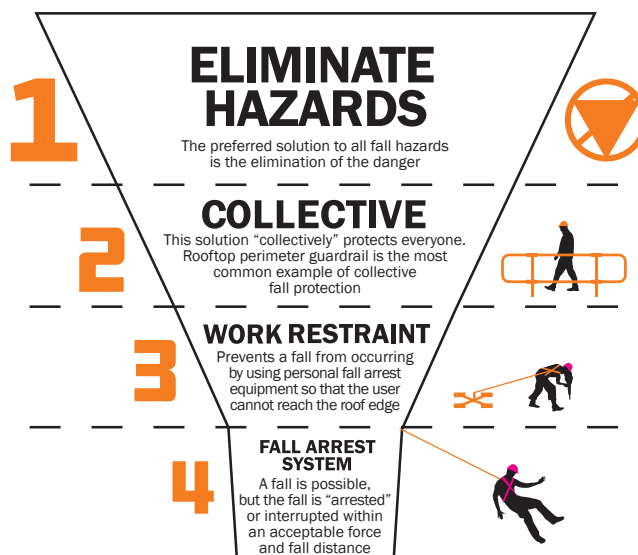 1
ELIMINATE
HAZARDS
The preferred solution to all fall hazards
is the elimination of the danger
2
COLLECTIVE
This solution “collectively” protects everyone.
Rooftop perimeter guardrail is the most
common example of collective
fall protection
3
WORK RESTRAINT
Prevents a fall from occurring
by using personal fall arrest
equipment so that the user
cannot reach the roof edge
4
FALL ARREST
SYSTEM
A fall is possible,
but the fall is “arrested”
or interrupted within
an acceptable force
and fall distance